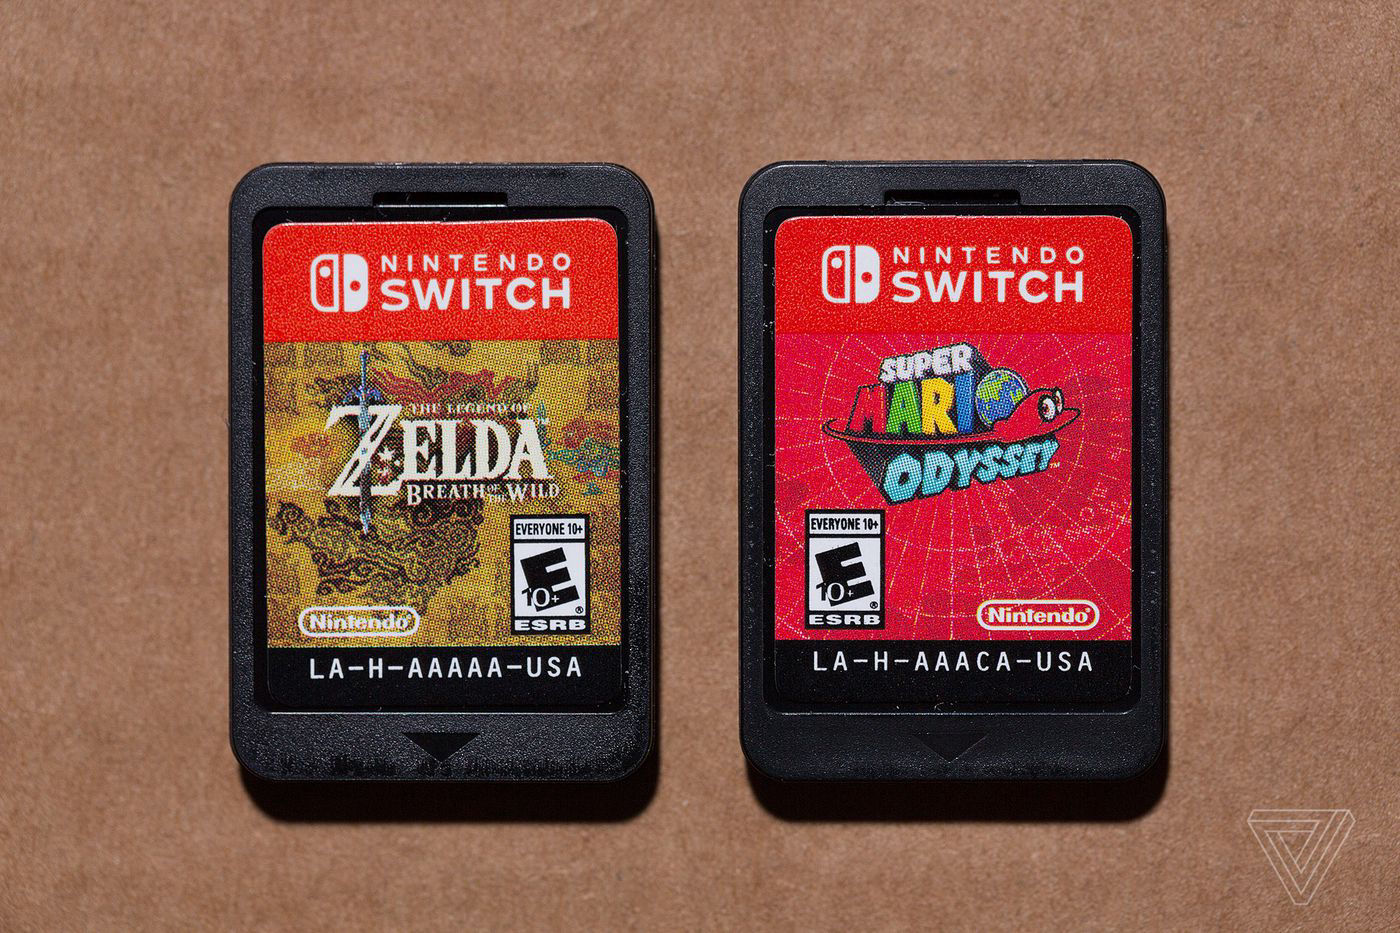 NINTENDO
SWITCH
THE LEGEND OF
ZELDA
BREATH OF THE WILD
EVERYONE 10+
E
10+
®
ESRB
Nintendo®
LA-H-AAAAA-USA
NINTENDO
SWITCH
SUPER
MARIO
ODYSSEY™
EVERYONE 10+
E
10+
®
ESRB
Nintendo®
LA-H-AAACA-USA